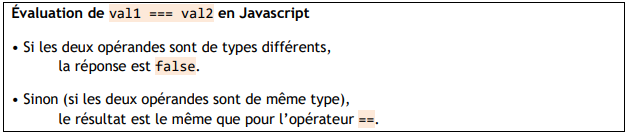 Évaluation de val1 === val2 en Javascript
• Si les deux opérandes sont de types différents,
la réponse est false.
• Sinon (si les deux opérandes sont de même type),
le résultat est le même que pour l'opérateur ==.